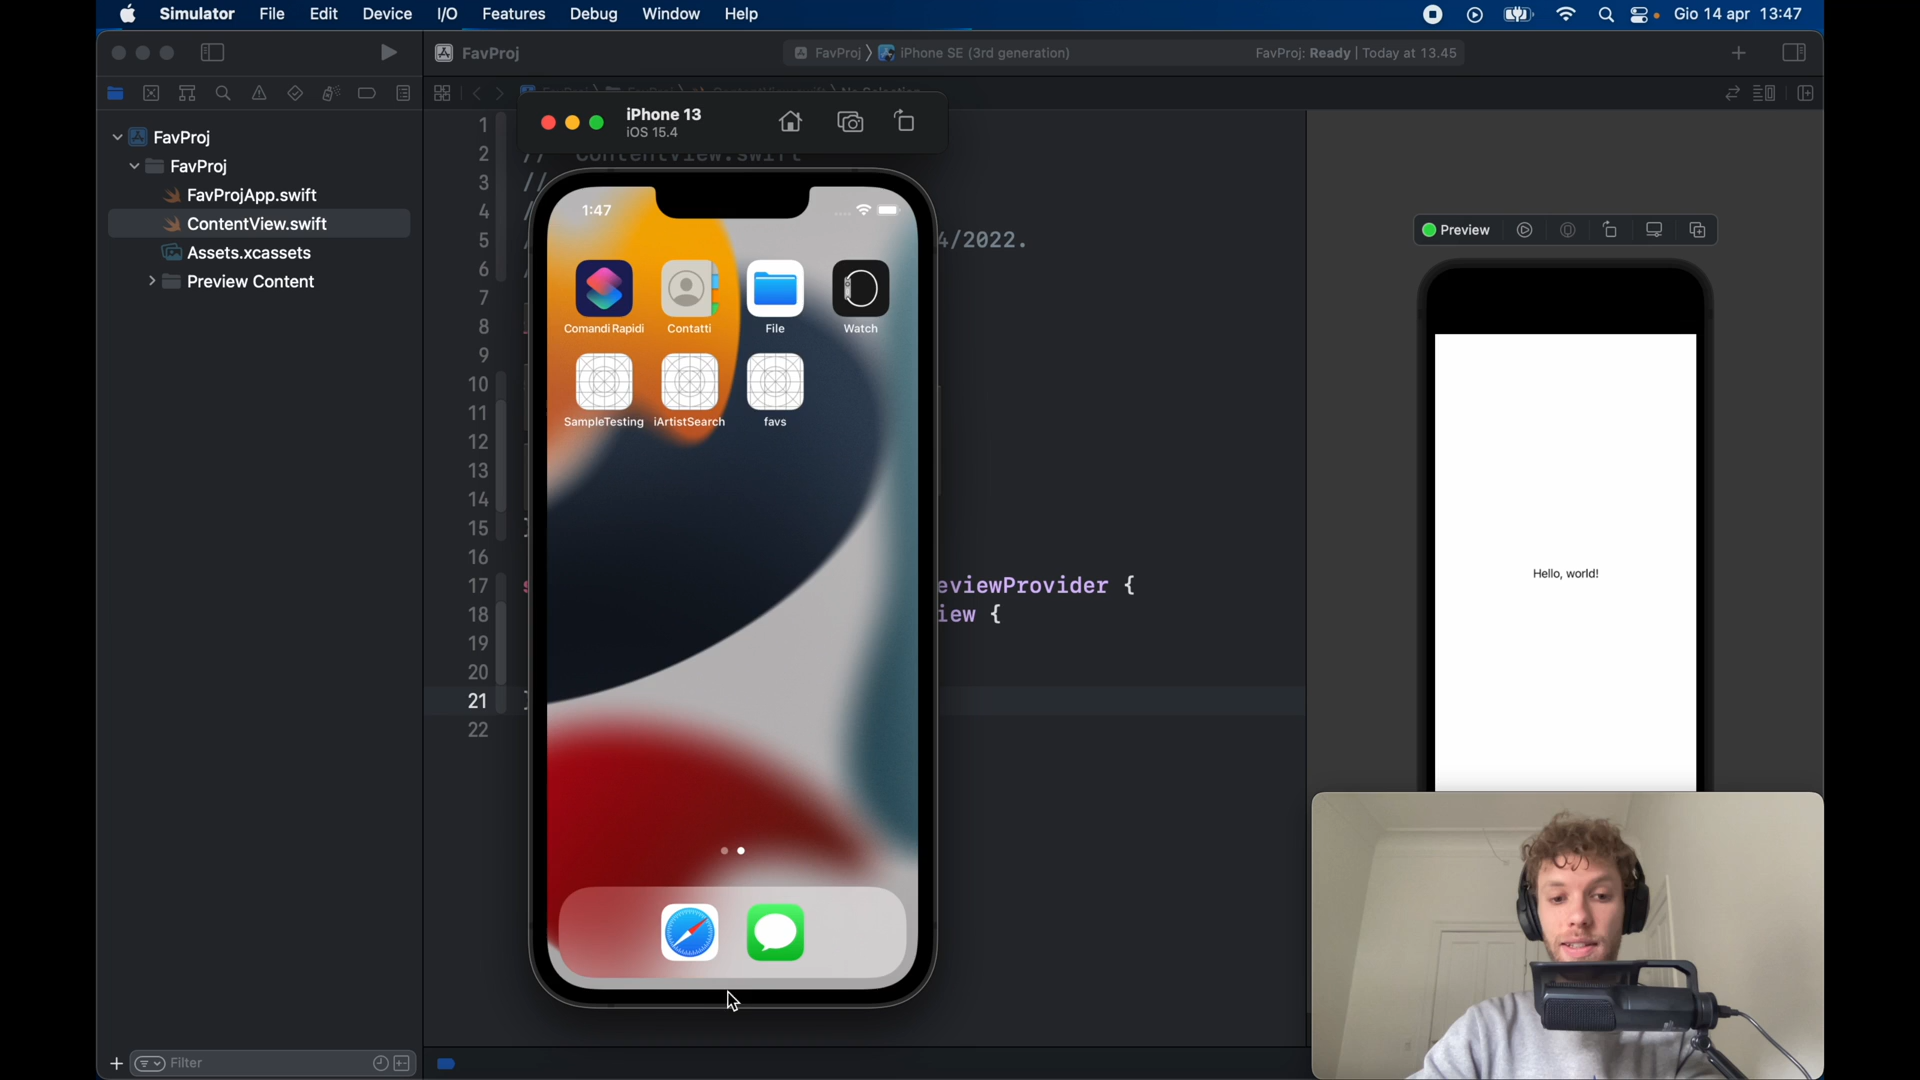 Simulator File Edit Device I/O Features Debug Window Help Gio 14 apr 13:47
FavProj FavProj iPhone SE (3rd generation) FavProj: Ready | Today at 13.45
iPhone 13
iOS 15.4
FavProj
FavProj
FavProjApp.swift
ContentView.swift
Assets.xcassets
Preview Content
1
2 // ContentView.swift
3 //
4
5 4/2022.
6
7
8
9
10
11
12
13
14
15
16
17 eviewProvider {
18 iew {
19
20
21
22
1:47
Comandi Rapidi Contatti File Watch
SampleTesting iArtistSearch favs
Preview
Hello, world!
Filter